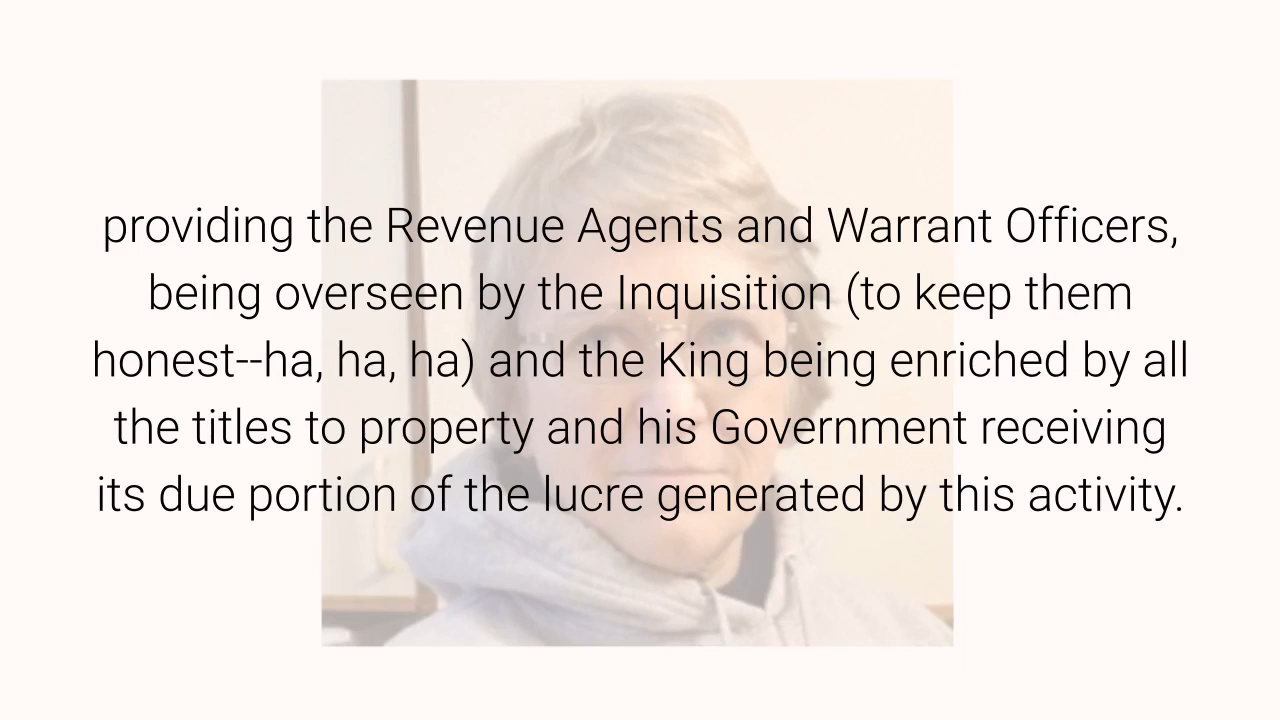 providing the Revenue Agents and Warrant Officers,
being overseen by the Inquisition (to keep them
honest--ha, ha, ha) and the King being enriched by all
the titles to property and his Government receiving
its due portion of the lucre generated by this activity.